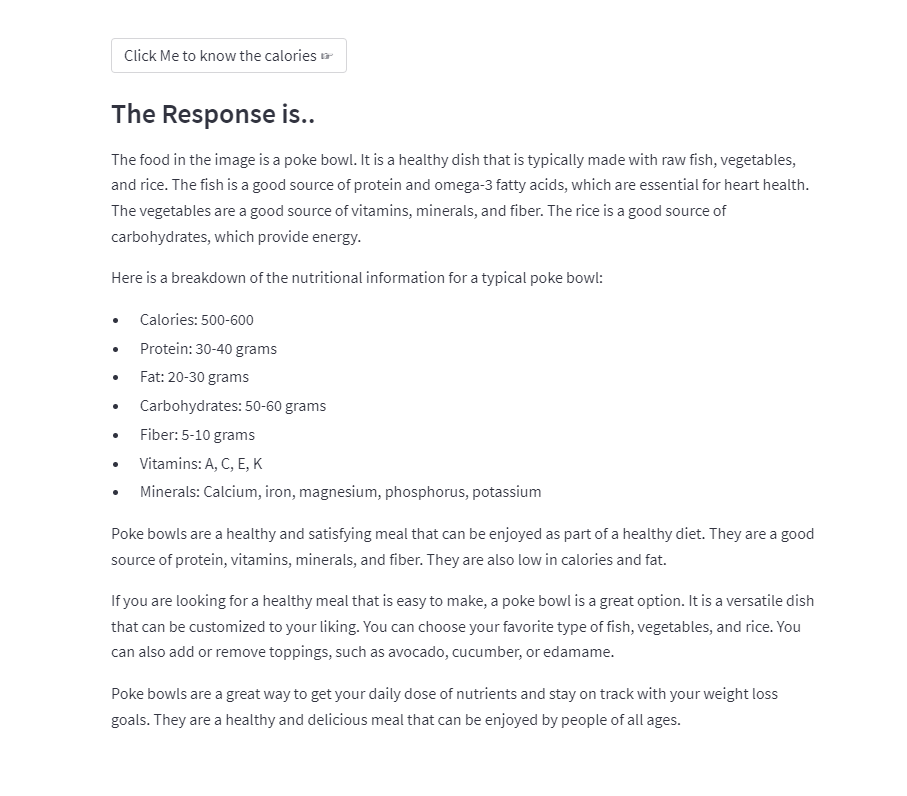 Click Me to know the calories ☞
The Response is..
The food in the image is a poke bowl. It is a healthy dish that is typically made with raw fish, vegetables,
and rice. The fish is a good source of protein and omega-3 fatty acids, which are essential for heart health.
The vegetables are a good source of vitamins, minerals, and fiber. The rice is a good source of
carbohydrates, which provide energy.
Here is a breakdown of the nutritional information for a typical poke bowl:
• Calories: 500-600
• Protein: 30-40 grams
• Fat: 20-30 grams
• Carbohydrates: 50-60 grams
• Fiber: 5-10 grams
• Vitamins: A, C, E, K
• Minerals: Calcium, iron, magnesium, phosphorus, potassium
Poke bowls are a healthy and satisfying meal that can be enjoyed as part of a healthy diet. They are a good
source of protein, vitamins, minerals, and fiber. They are also low in calories and fat.
If you are looking for a healthy meal that is easy to make, a poke bowl is a great option. It is a versatile dish
that can be customized to your liking. You can choose your favorite type of fish, vegetables, and rice. You
can also add or remove toppings, such as avocado, cucumber, or edamame.
Poke bowls are a great way to get your daily dose of nutrients and stay on track with your weight loss
goals. They are a healthy and delicious meal that can be enjoyed by people of all ages.